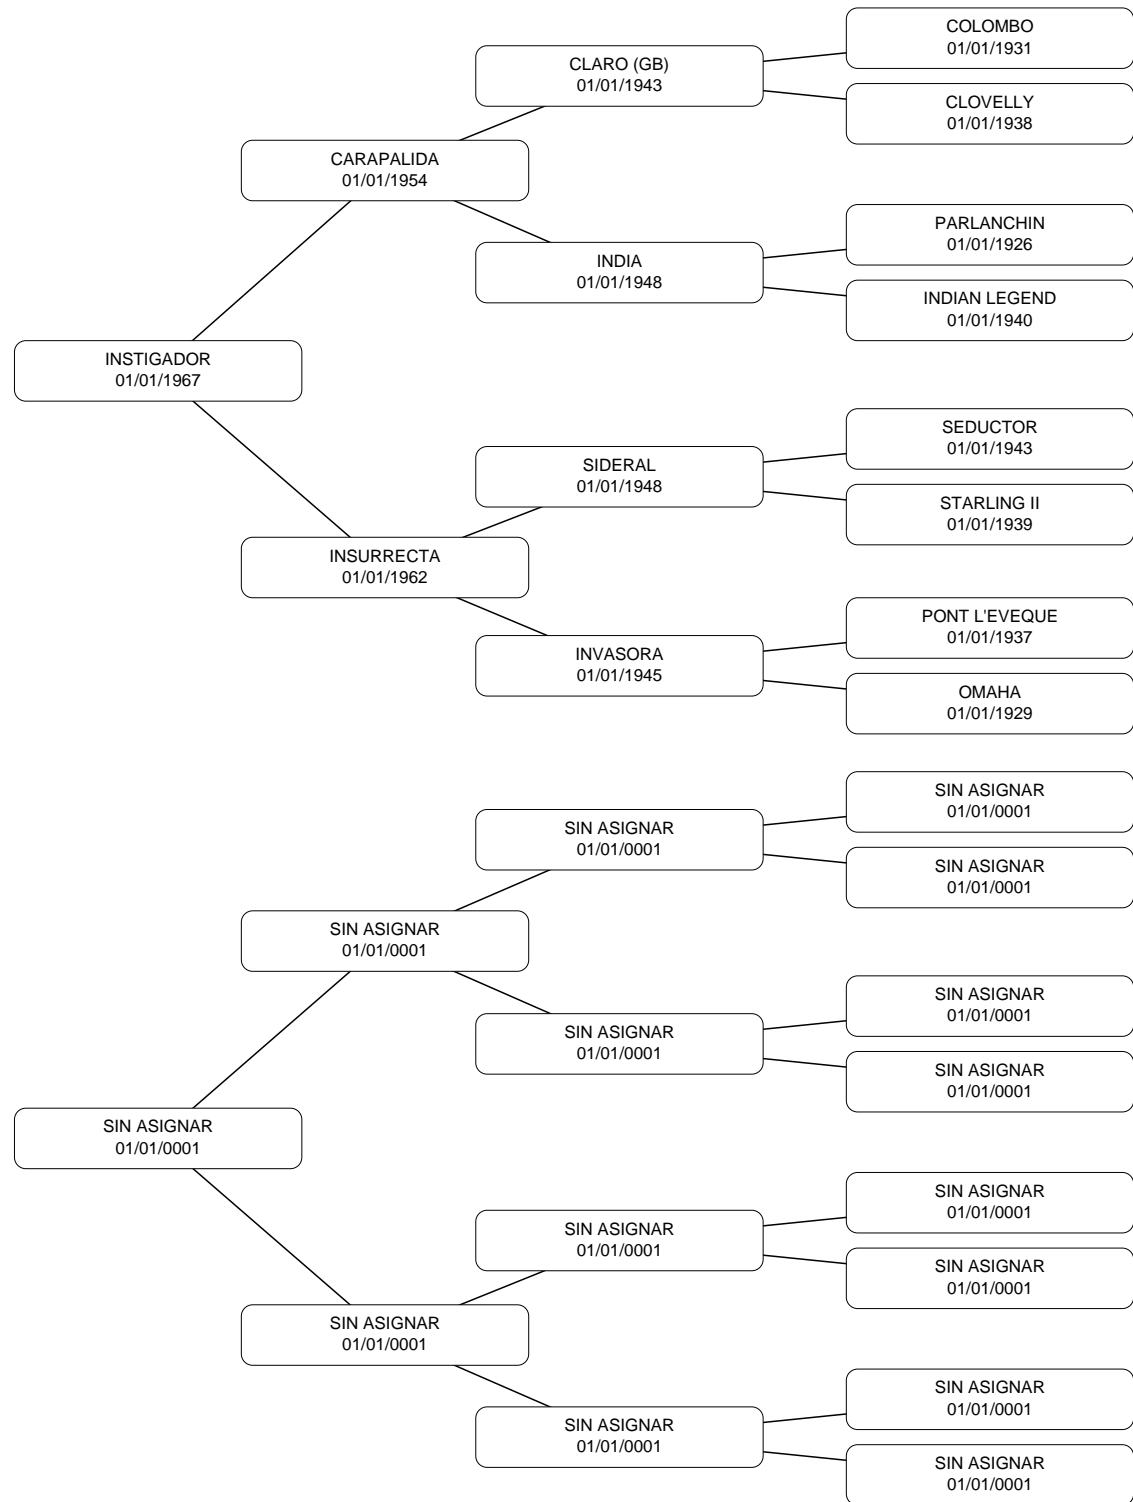 COLOMBO
01/01/1931
CLARO (GB)
01/01/1943
CLOVELLY
01/01/1938
CARAPALIDA
01/01/1954
PARLANCHIN
01/01/1926
INDIA
01/01/1948
INDIAN LEGEND
01/01/1940
INSTIGADOR
01/01/1967
SEDUCTOR
01/01/1943
SIDERAL
01/01/1948
STARLING II
01/01/1939
INSURRECTA
01/01/1962
PONT L'EVEQUE
01/01/1937
INVASORA
01/01/1945
OMAHA
01/01/1929
SIN ASIGNAR
01/01/0001
SIN ASIGNAR
01/01/0001
SIN ASIGNAR
01/01/0001
SIN ASIGNAR
01/01/0001
SIN ASIGNAR
01/01/0001
SIN ASIGNAR
01/01/0001
SIN ASIGNAR
01/01/0001
SIN ASIGNAR
01/01/0001
SIN ASIGNAR
01/01/0001
SIN ASIGNAR
01/01/0001
SIN ASIGNAR
01/01/0001
SIN ASIGNAR
01/01/0001
SIN ASIGNAR
01/01/0001
SIN ASIGNAR
01/01/0001
SIN ASIGNAR
01/01/0001